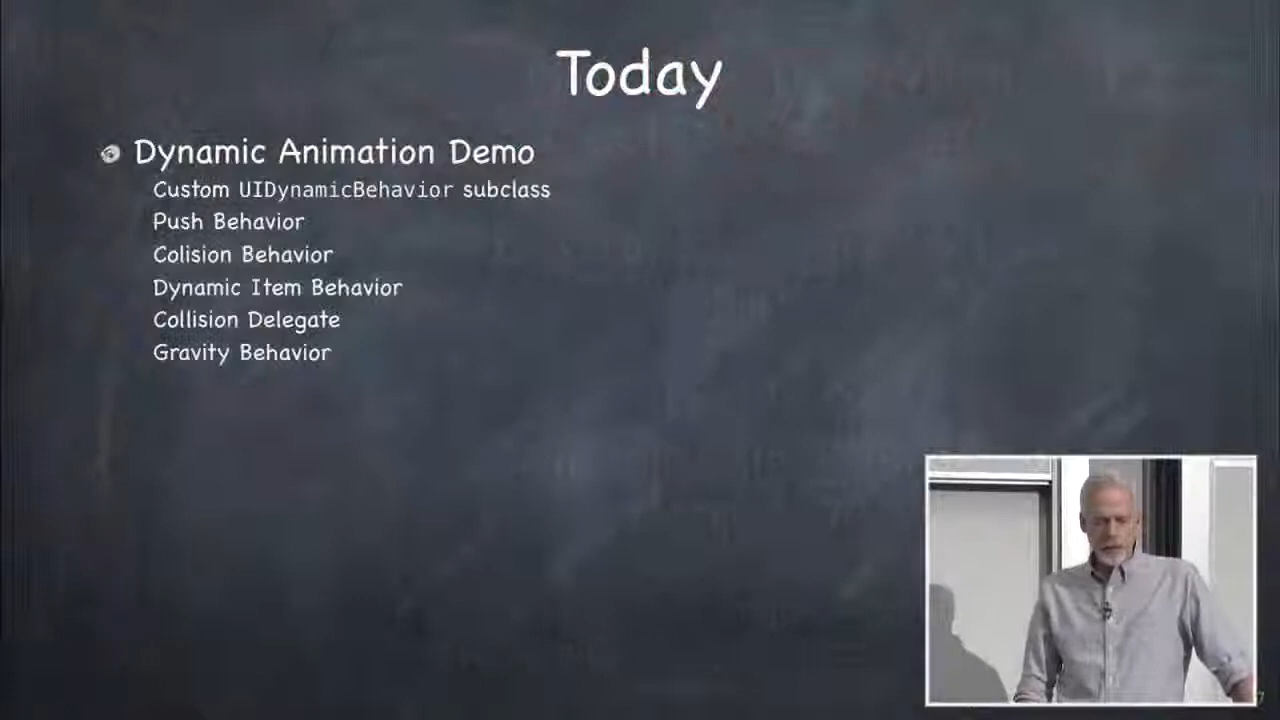 Today
Dynamic Animation Demo
Custom UIDynamicBehavior subclass
Push Behavior
Colision Behavior
Dynamic Item Behavior
Collision Delegate
Gravity Behavior